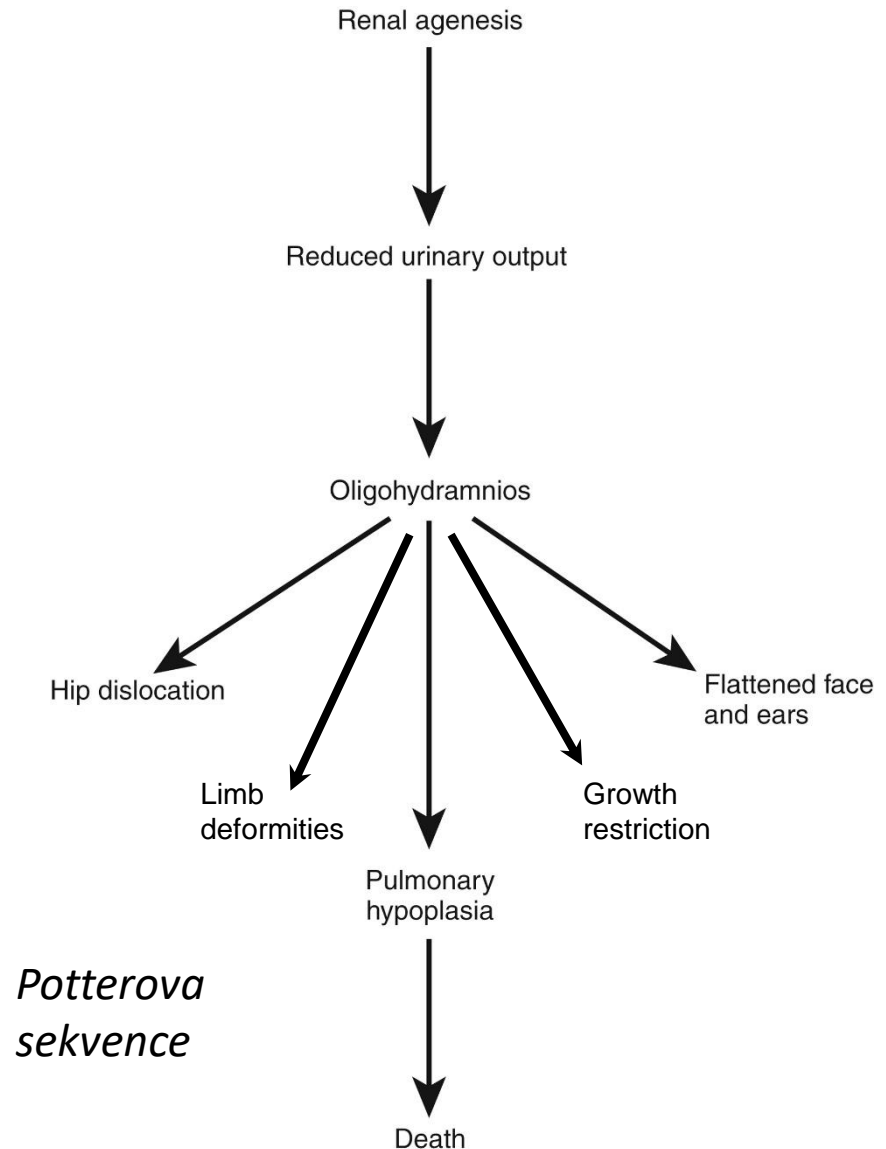 Renal agenesis
Reduced urinary output
Oligohydramnios
Hip dislocation
Flattened face
and ears
Limb
deformities
Growth
restriction
Pulmonary
hypoplasia
Potterova
sekvence
Death